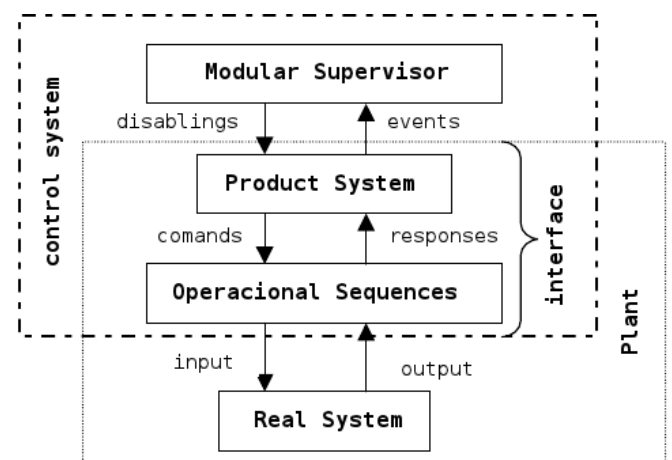 Modular Supervisor
disablings
events
Product System
comands
responses
Operacional Sequences
input
output
Real System
control system
interface
Plant